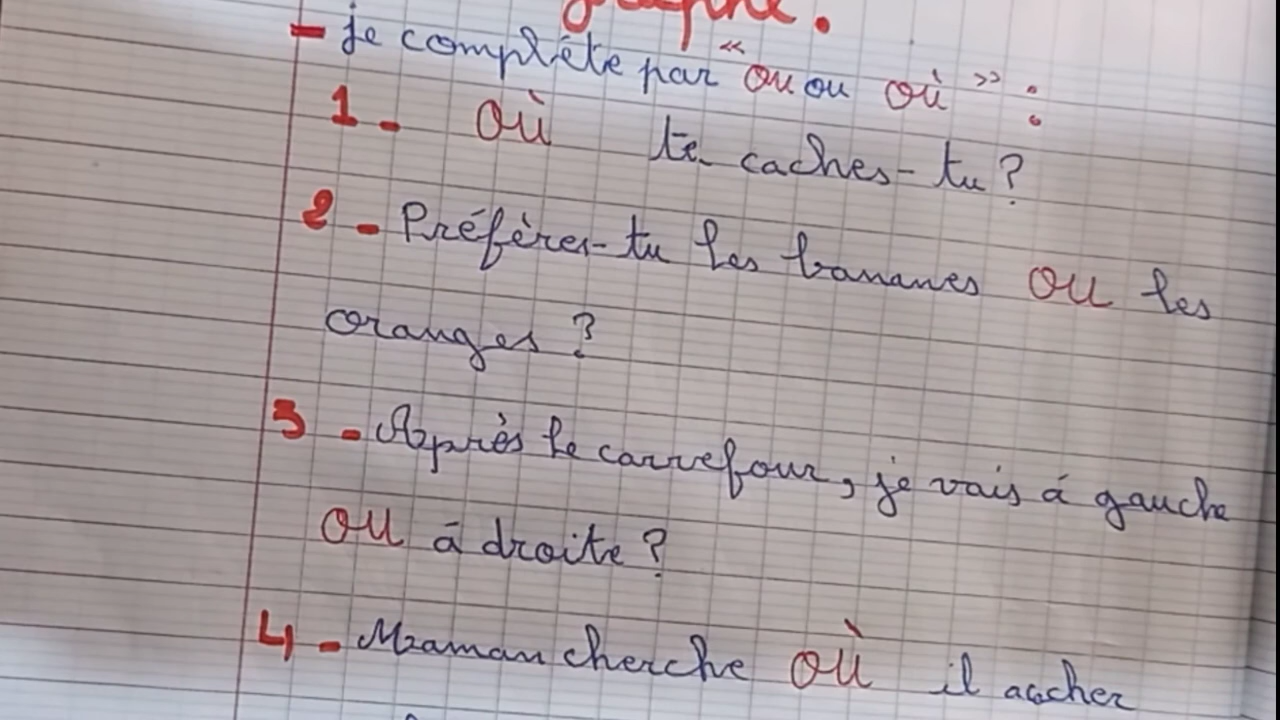 - je complète par « ou ou où » :
1 - où te caches-tu ?
2 - Préfères-tu les bananes ou les
oranges ?
3 - Après le carrefour, je vais à gauche
ou à droite ?
4 - Maman cherche où il